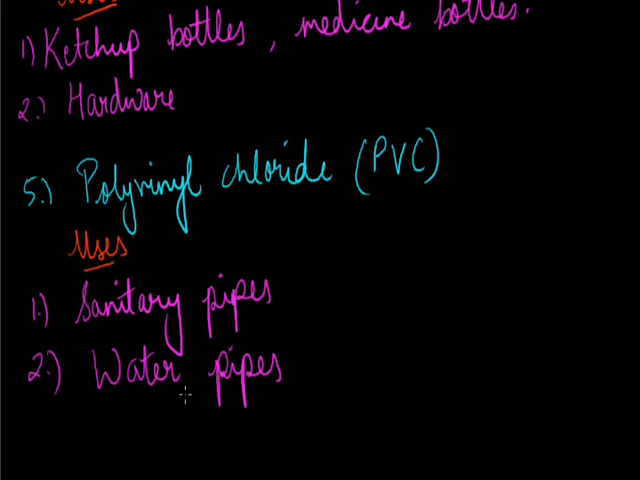 1) Ketchup bottles, medicine bottles.
2.) Hardware
5.) Polyvinyl chloride (PVC)
Uses
1.) Sanitary pipes
2.) Water pipes